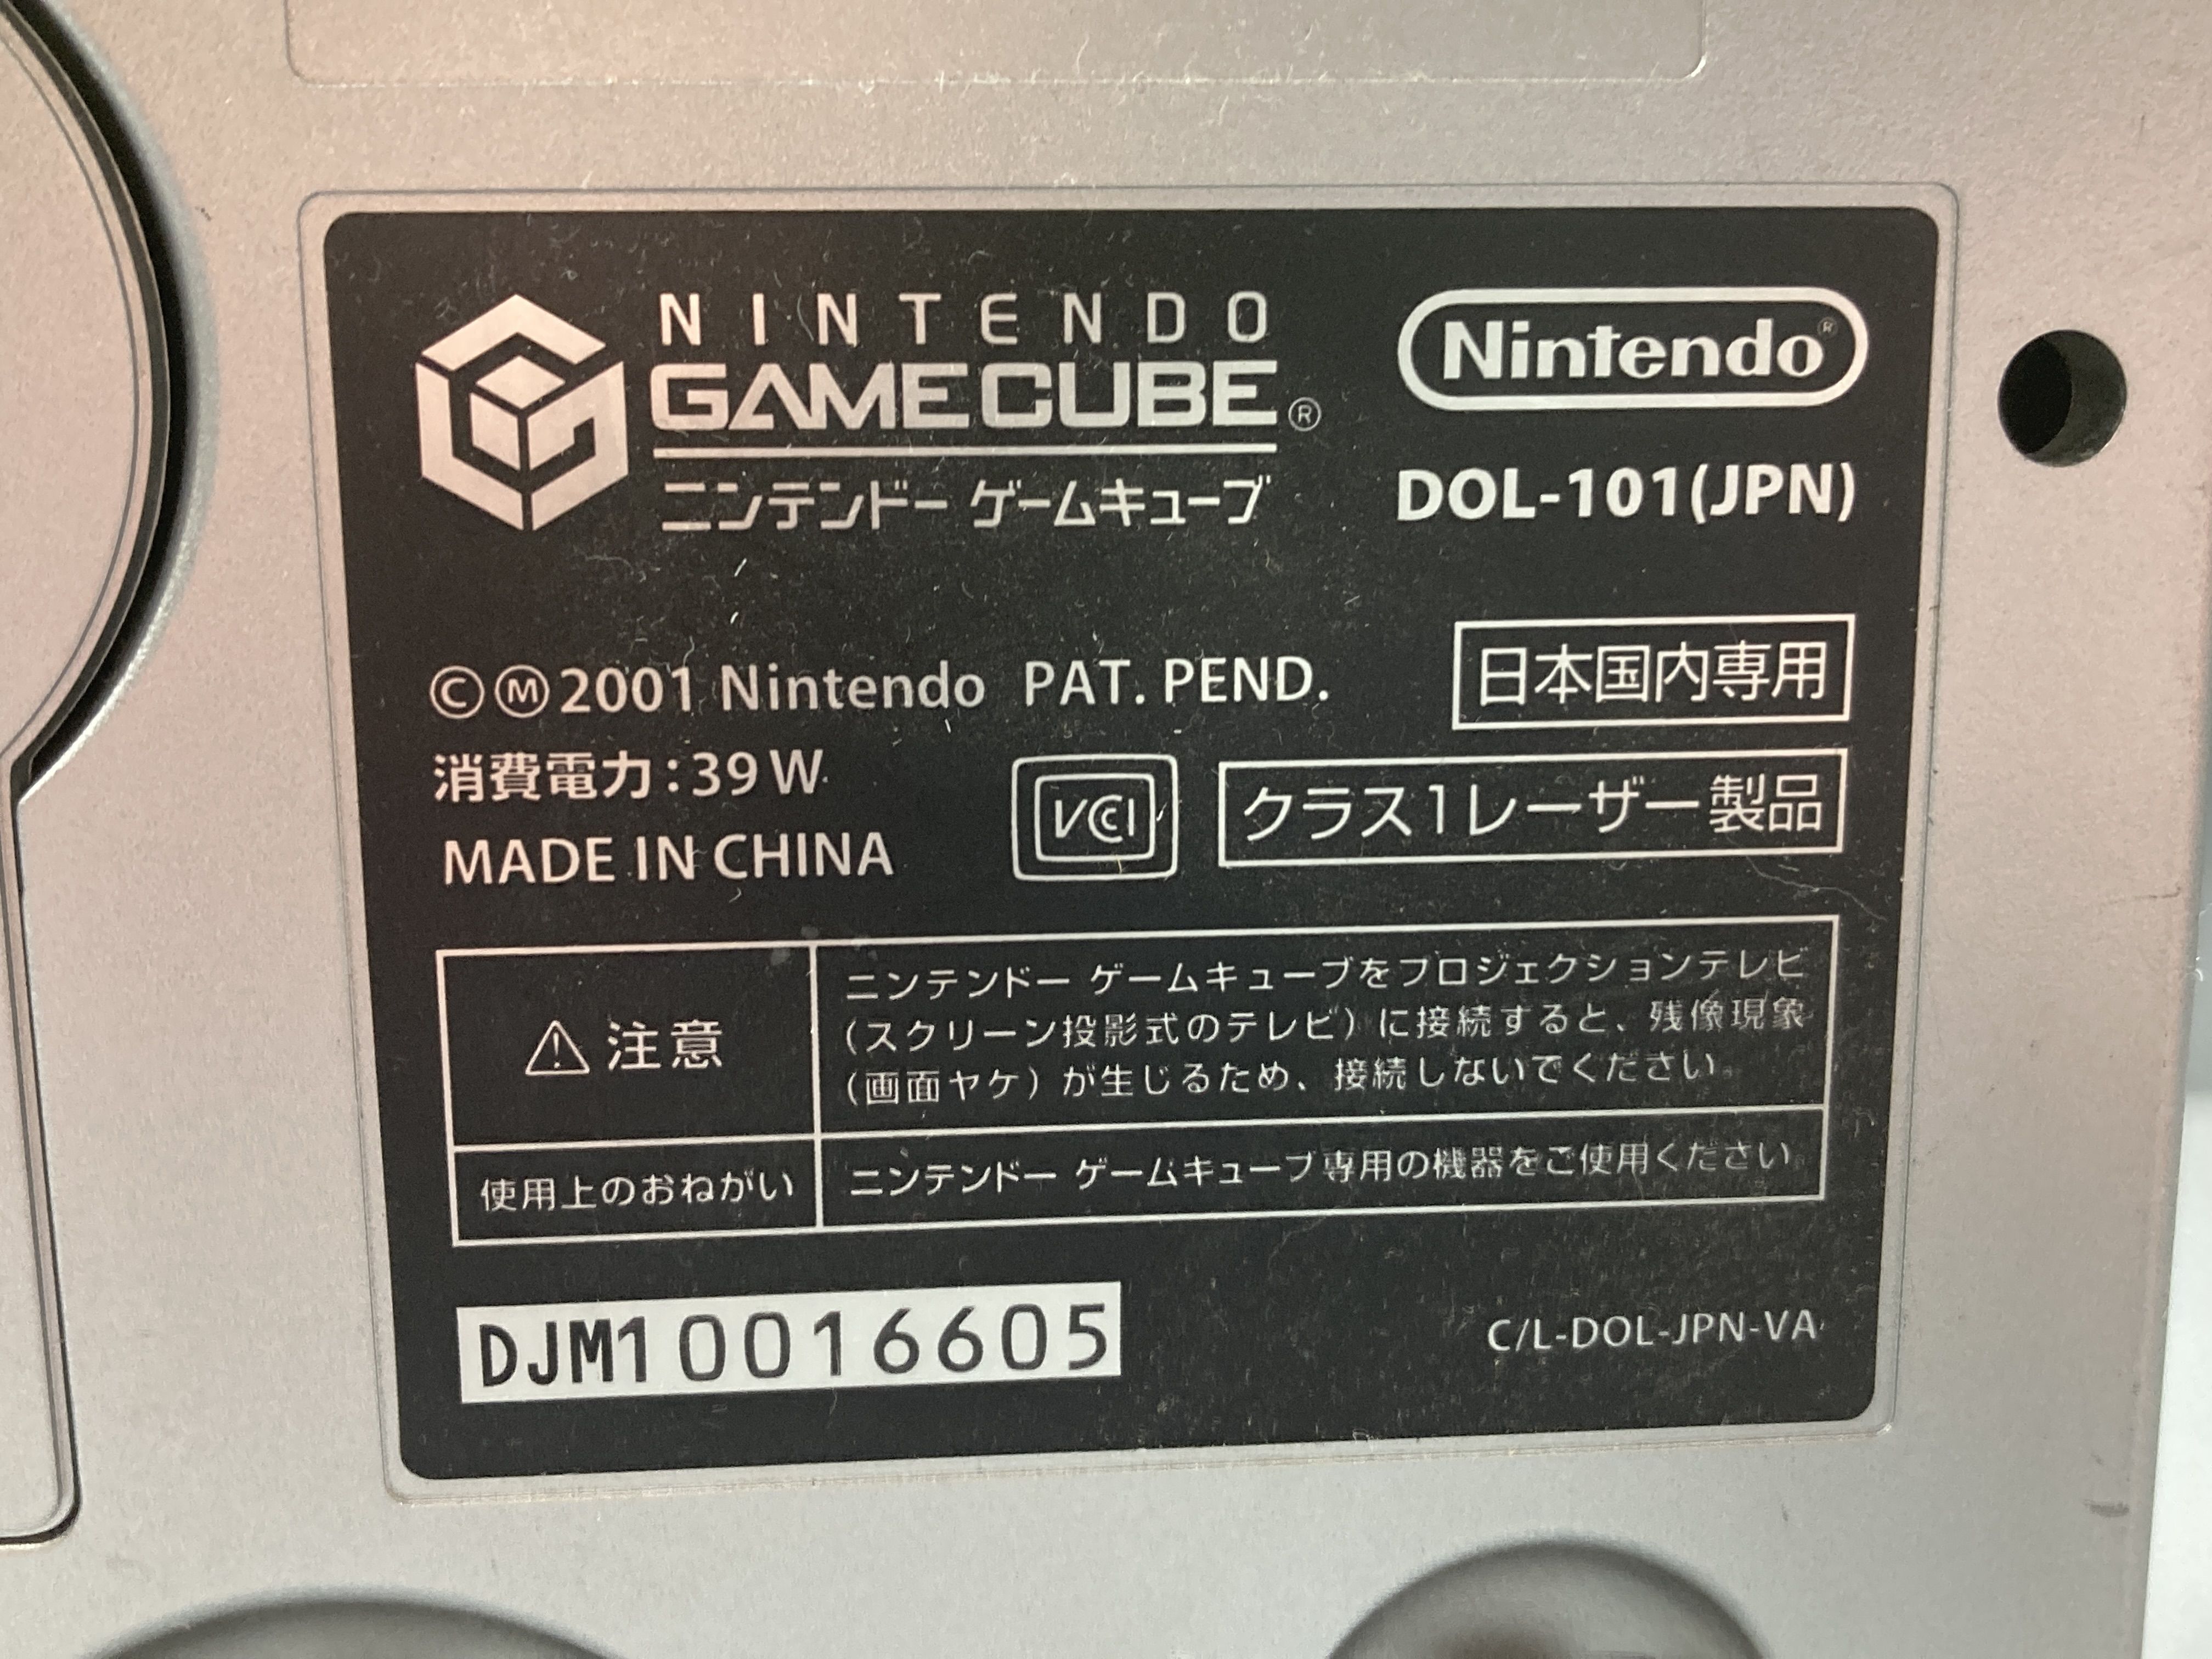 NINTENDO
GAMECUBE®
ニンテンドー ゲームキューブ
Nintendo®
DOL-101(JPN)
©Ⓜ2001 Nintendo PAT. PEND.
日本国内専用
消費電力:39W
VCCI
クラス1レーザー製品
MADE IN CHINA
⚠注意
ニンテンドー ゲームキューブをプロジェクションテレビ
(スクリーン投影式のテレビ)に接続すると、残像現象
(画面ヤケ)が生じるため、接続しないでください。
使用上のおねがい
ニンテンドー ゲームキューブ専用の機器をご使用ください。
DJM10016605
C/L-DOL-JPN-VA